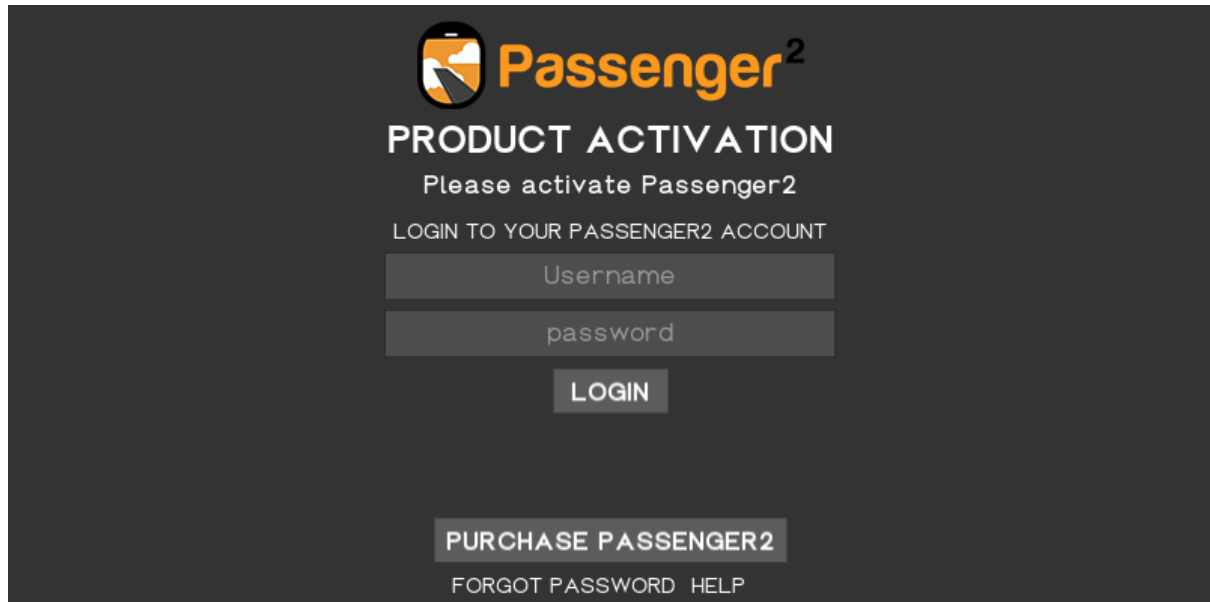 Passenger²
PRODUCT ACTIVATION
Please activate Passenger2
LOGIN TO YOUR PASSENGER2 ACCOUNT
Username
password
LOGIN
PURCHASE PASSENGER2
FORGOT PASSWORD HELP